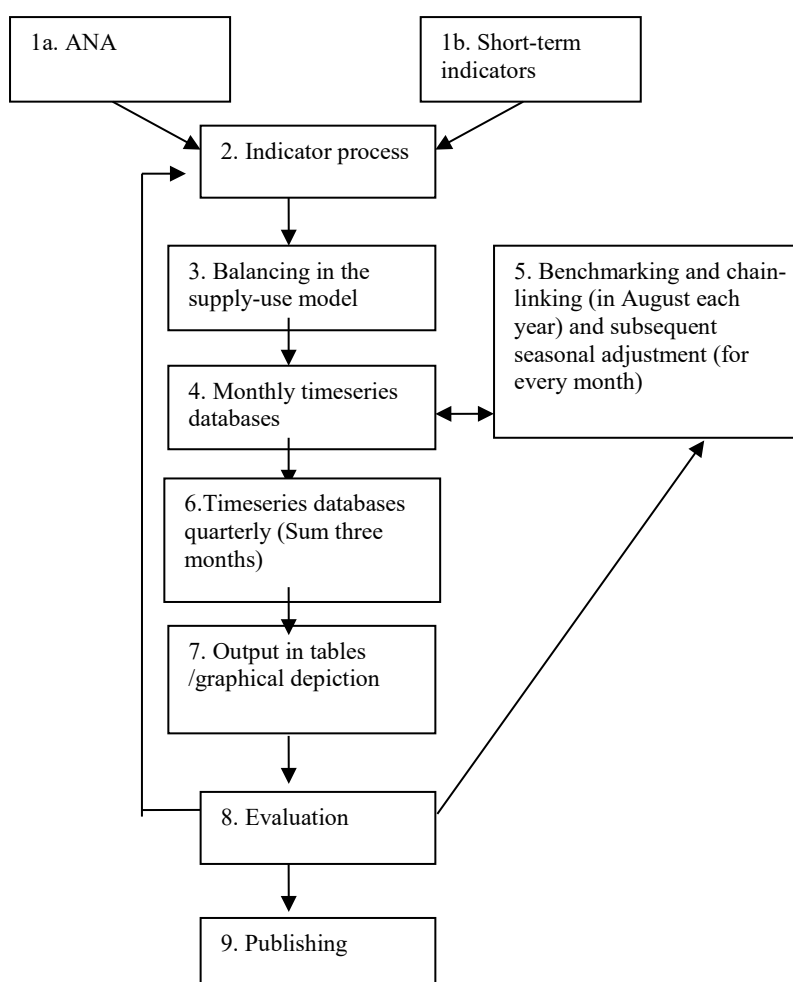 1a. ANA
1b. Short-term
indicators
2. Indicator process
3. Balancing in the
supply-use model
5. Benchmarking and chain-
linking (in August each
year) and subsequent
seasonal adjustment (for
every month)
4. Monthly timeseries
databases
6.Timeseries databases
quarterly (Sum three
months)
7. Output in tables
/graphical depiction
8. Evaluation
9. Publishing